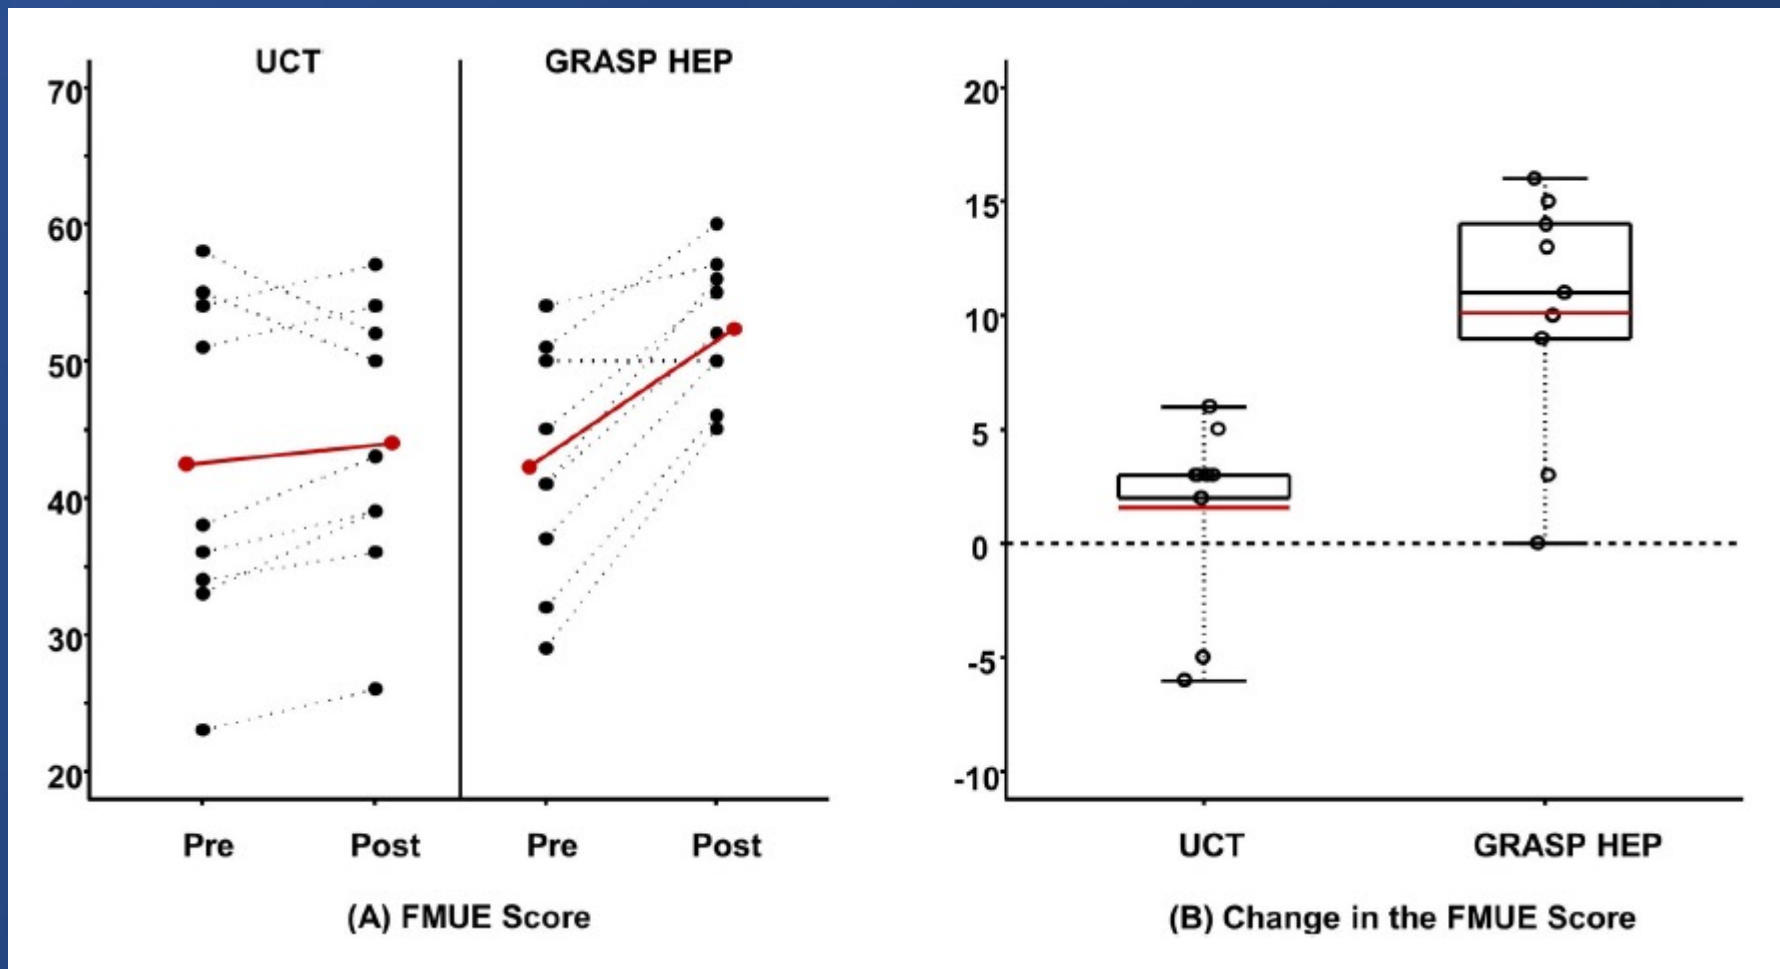 UCT GRASP HEP
70
60
50
40
30
20
Pre Post Pre Post
(A) FMUE Score
20
15
10
5
0
-5
-10
UCT GRASP HEP
(B) Change in the FMUE Score